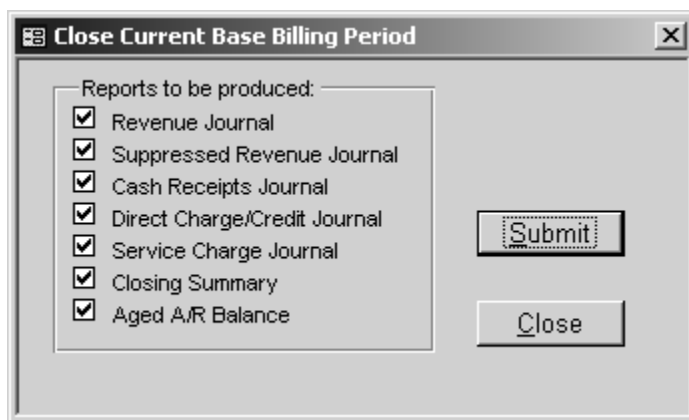 Close Current Base Billing Period
Reports to be produced:
Revenue Journal
Suppressed Revenue Journal
Cash Receipts Journal
Direct Charge/Credit Journal
Service Charge Journal
Closing Summary
Aged A/R Balance
Submit
Close